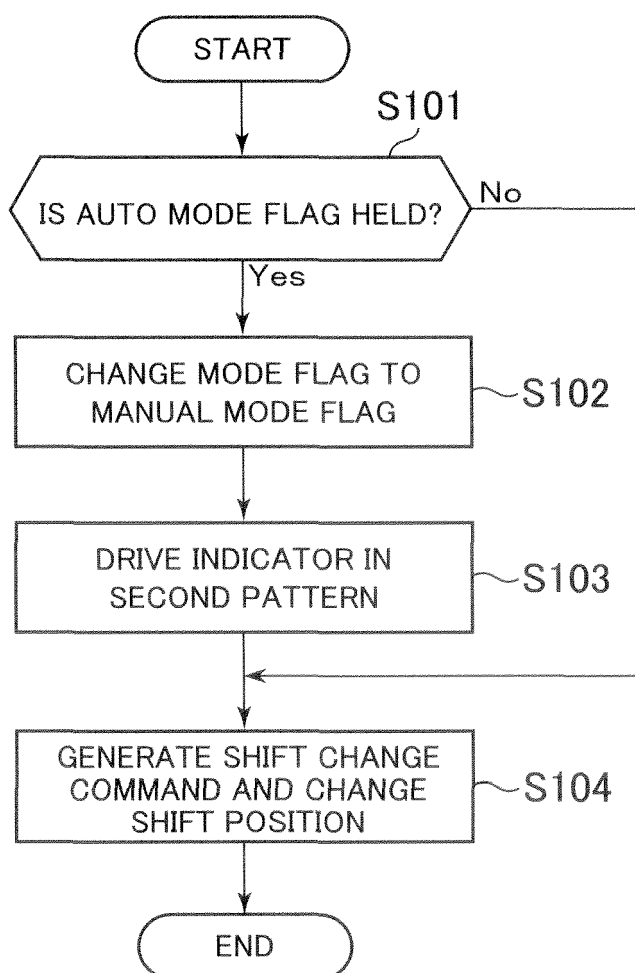 START
S101
IS AUTO MODE FLAG HELD?
No
Yes
CHANGE MODE FLAG TO
MANUAL MODE FLAG
S102
DRIVE INDICATOR IN
SECOND PATTERN
S103
GENERATE SHIFT CHANGE
COMMAND AND CHANGE
SHIFT POSITION
S104
END